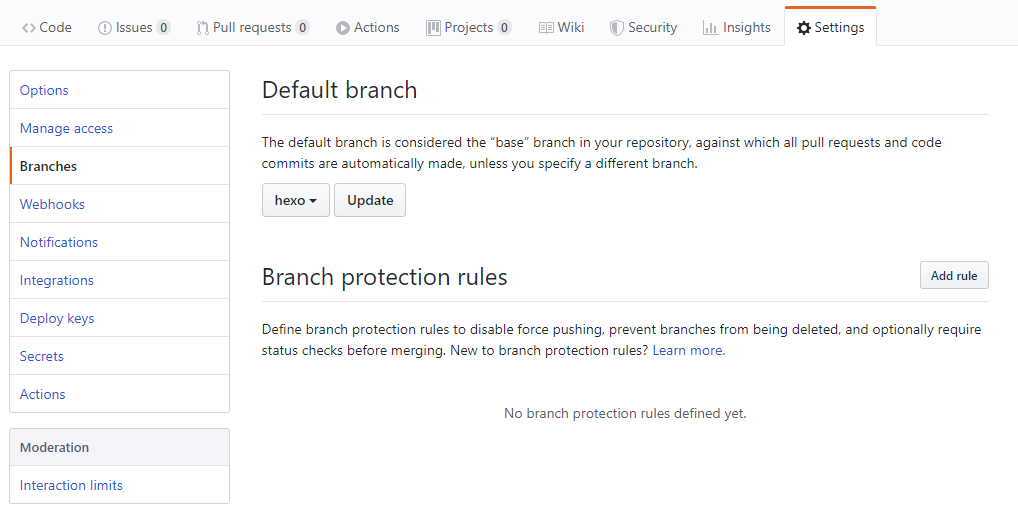 Code Issues 0 Pull requests 0 Actions Projects 0 Wiki Security Insights Settings
Options
Manage access
Branches
Webhooks
Notifications
Integrations
Deploy keys
Secrets
Actions
Moderation
Interaction limits
Default branch
The default branch is considered the “base” branch in your repository, against which all pull requests and code
commits are automatically made, unless you specify a different branch.
hexo Update
Branch protection rules Add rule
Define branch protection rules to disable force pushing, prevent branches from being deleted, and optionally require
status checks before merging. New to branch protection rules? Learn more.
No branch protection rules defined yet.